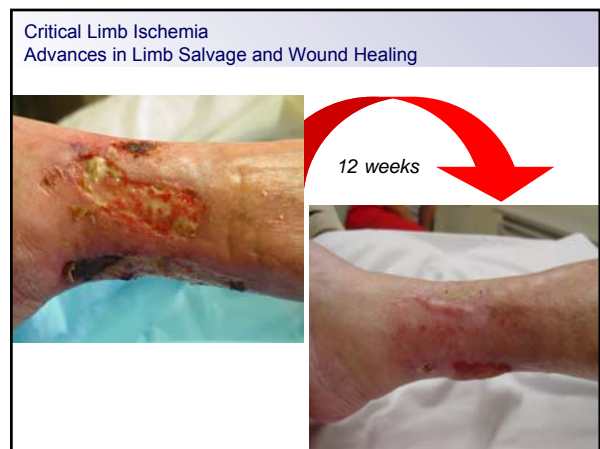 Critical Limb Ischemia
Advances in Limb Salvage and Wound Healing
12 weeks